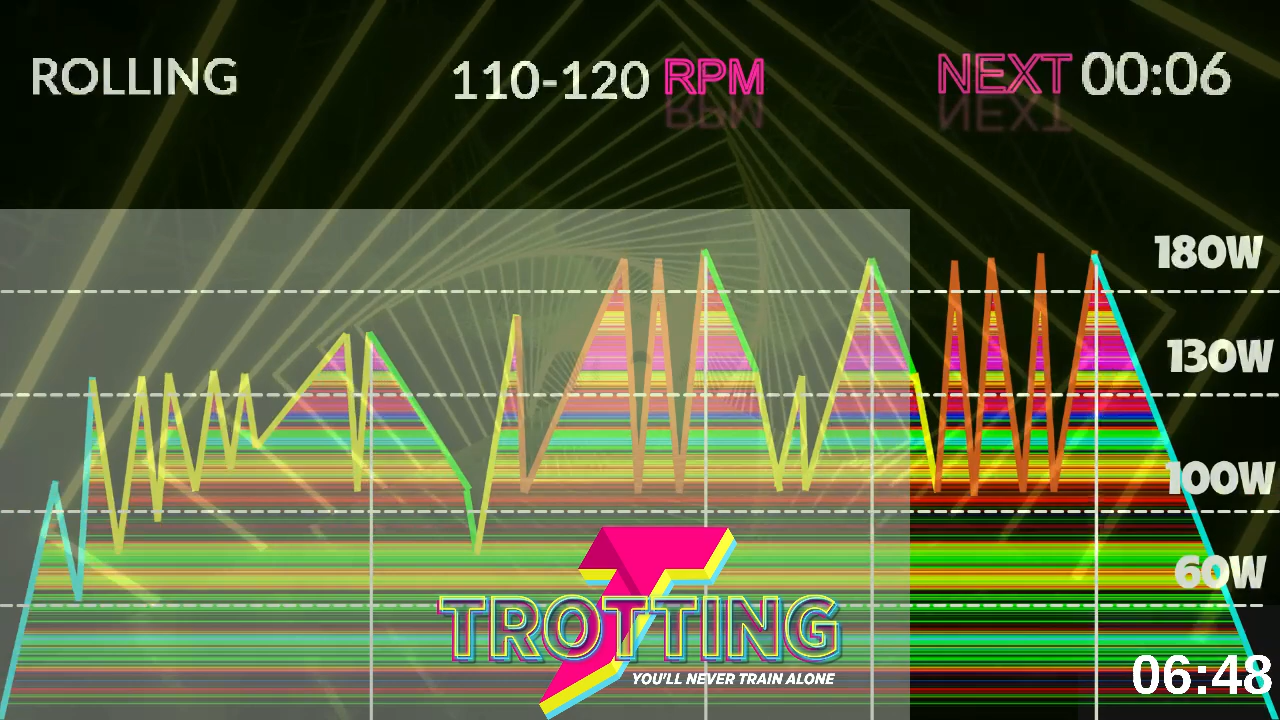 ROLLING
110-120 RPM
NEXT 00:06
180W
130W
100W
60W
TROTTING
YOU'LL NEVER TRAIN ALONE
06:48